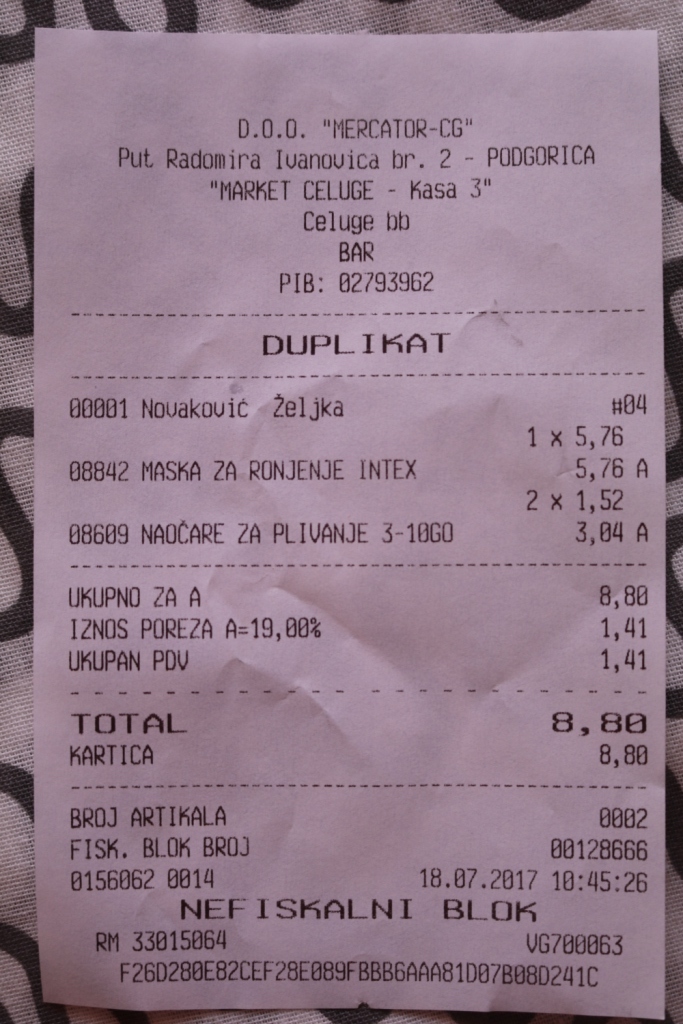 D.O.O. "MERCATOR-CG"
Put Radomira Ivanovica br. 2 - PODGORICA
"MARKET CELUGE - Kasa 3"
Celuge bb
BAR
PIB: 02793962
DUPLIKAT
00001 Novaković Željka #04
1 x 5,76
08842 MASKA ZA RONJENJE INTEX 5,76 A
2 x 1,52
08609 NAOČARE ZA PLIVANJE 3-10GO 3,04 A
UKUPNO ZA A 8,80
IZNOS POREZA A=19,00% 1,41
UKUPAN PDV 1,41
TOTAL 8,80
KARTICA 8,80
BROJ ARTIKALA 0002
FISK. BLOK BROJ 00128666
0156062 0014 18.07.2017 10:45:26
NEFISKALNI BLOK
RM 33015064 VG700063
F26D280E82CEF28E089FBBB6AAA81D07B08D241C